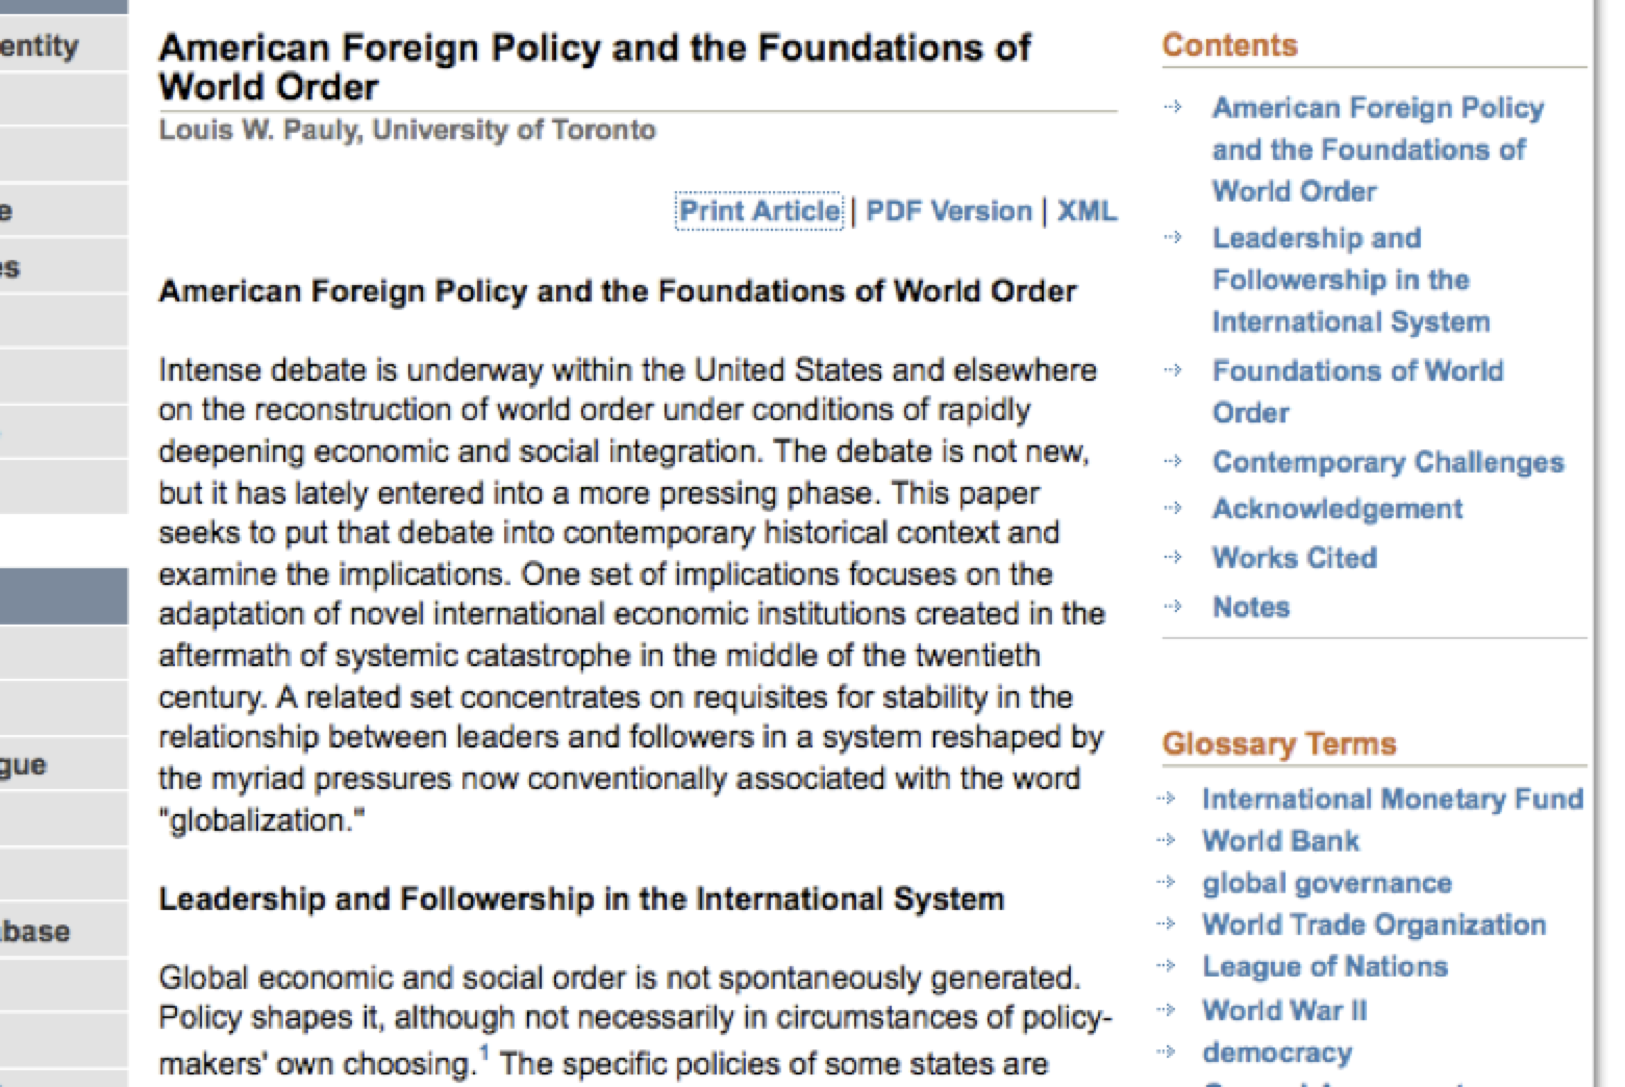 entity
e
es
gue
abase
American Foreign Policy and the Foundations of
World Order
Louis W. Pauly, University of Toronto
Print Article | PDF Version | XML
American Foreign Policy and the Foundations of World Order
Intense debate is underway within the United States and elsewhere
on the reconstruction of world order under conditions of rapidly
deepening economic and social integration. The debate is not new,
but it has lately entered into a more pressing phase. This paper
seeks to put that debate into contemporary historical context and
examine the implications. One set of implications focuses on the
adaptation of novel international economic institutions created in the
aftermath of systemic catastrophe in the middle of the twentieth
century. A related set concentrates on requisites for stability in the
relationship between leaders and followers in a system reshaped by
the myriad pressures now conventionally associated with the word
"globalization."
Leadership and Followership in the International System
Global economic and social order is not spontaneously generated.
Policy shapes it, although not necessarily in circumstances of policy-
makers' own choosing.1 The specific policies of some states are
Contents
American Foreign Policy
and the Foundations of
World Order
Leadership and
Followership in the
International System
Foundations of World
Order
Contemporary Challenges
Acknowledgement
Works Cited
Notes
Glossary Terms
International Monetary Fund
World Bank
global governance
World Trade Organization
League of Nations
World War II
democracy